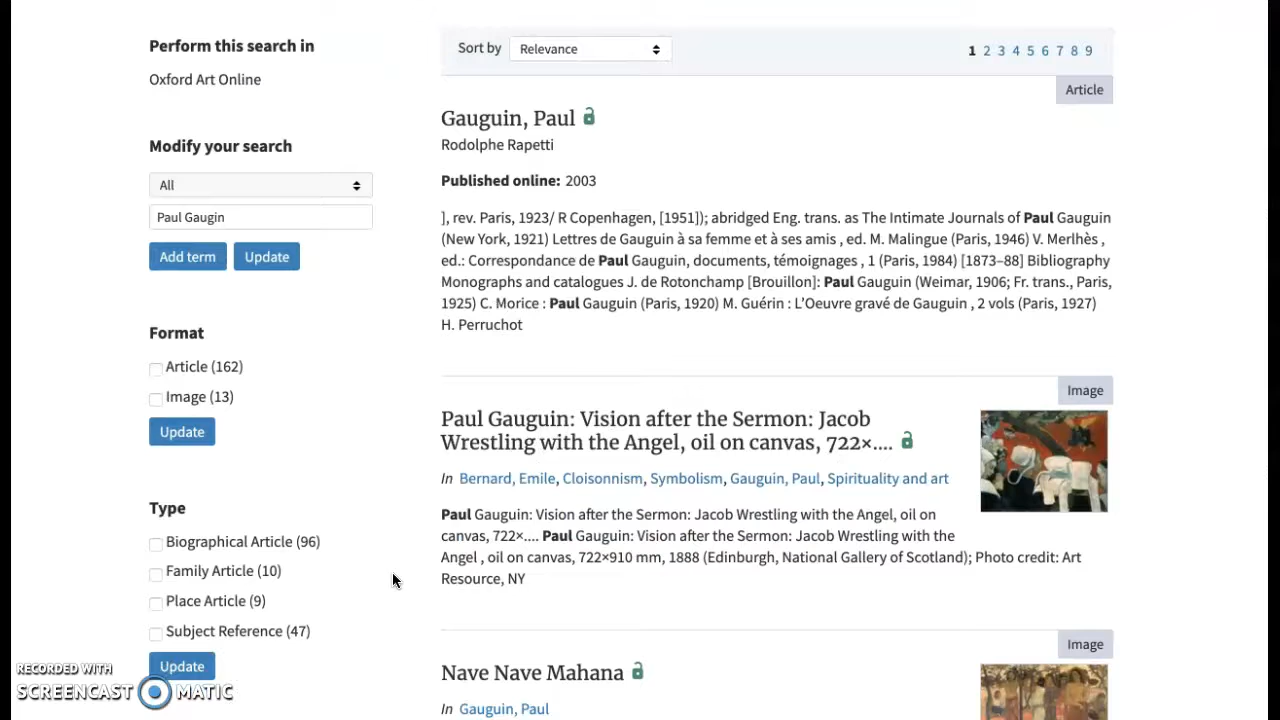 Perform this search in
Oxford Art Online
Modify your search
All
Paul Gaugin
Add term Update
Format
Article (162)
Image (13)
Update
Type
Biographical Article (96)
Family Article (10)
Place Article (9)
Subject Reference (47)
Update
RECORDED WITH
SCREENCAST MATIC
Sort by Relevance 1 2 3 4 5 6 7 8 9
Article
Gauguin, Paul
Rodolphe Rapetti
Published online: 2003
], rev. Paris, 1923/ R Copenhagen, [1951]); abridged Eng. trans. as The Intimate Journals of Paul Gauguin
(New York, 1921) Lettres de Gauguin à sa femme et à ses amis , ed. M. Malingue (Paris, 1946) V. Merlhès ,
ed.: Correspondance de Paul Gauguin, documents, témoignages , 1 (Paris, 1984) [1873–88] Bibliography
Monographs and catalogues J. de Rotonchamp [Brouillon]: Paul Gauguin (Weimar, 1906; Fr. trans., Paris,
1925) C. Morice : Paul Gauguin (Paris, 1920) M. Guérin : L'Oeuvre gravé de Gauguin , 2 vols (Paris, 1927)
H. Perruchot
Image
Paul Gauguin: Vision after the Sermon: Jacob
Wrestling with the Angel, oil on canvas, 722×....
In Bernard, Emile, Cloisonnism, Symbolism, Gauguin, Paul, Spirituality and art
Paul Gauguin: Vision after the Sermon: Jacob Wrestling with the Angel, oil on
canvas, 722×.... Paul Gauguin: Vision after the Sermon: Jacob Wrestling with the
Angel , oil on canvas, 722×910 mm, 1888 (Edinburgh, National Gallery of Scotland); Photo credit: Art
Resource, NY
Image
Nave Nave Mahana
In Gauguin, Paul